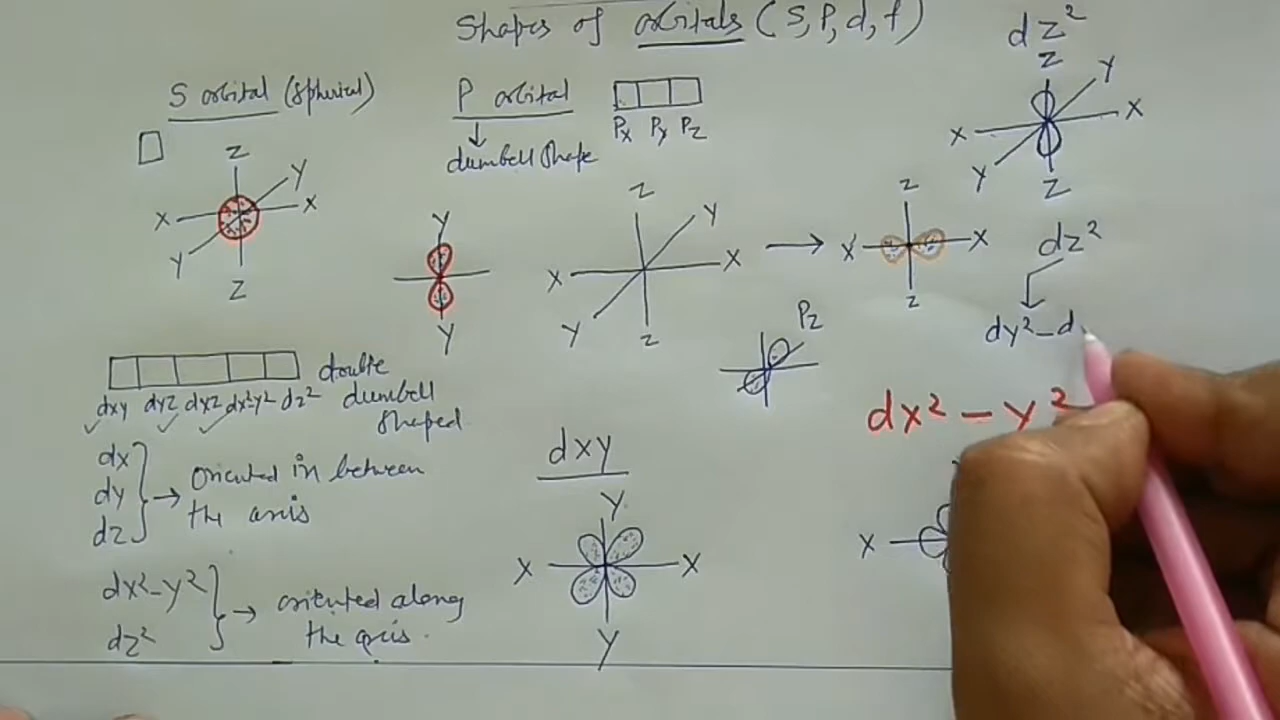 Shapes of orbitals (S, P, d, f)
S orbital (spherical)
Z
Y
X
X
Y
Z
P orbital
Px Py Pz
dumbell shape
Y
Y
Z
Y
X
X
Y
Z
Z
X
X
Z
Pz
dz²
Z
Y
X
X
Y
Z
dz²
dy² - d
dx² - y²
X
double
dumbell
shaped
dxy dyz dxz dx²-y² dz²
dx
dy
dz
oriented in between
the axis
dx²-y²
dz²
oriented along
the axis.
dxy
Y
X
X
Y